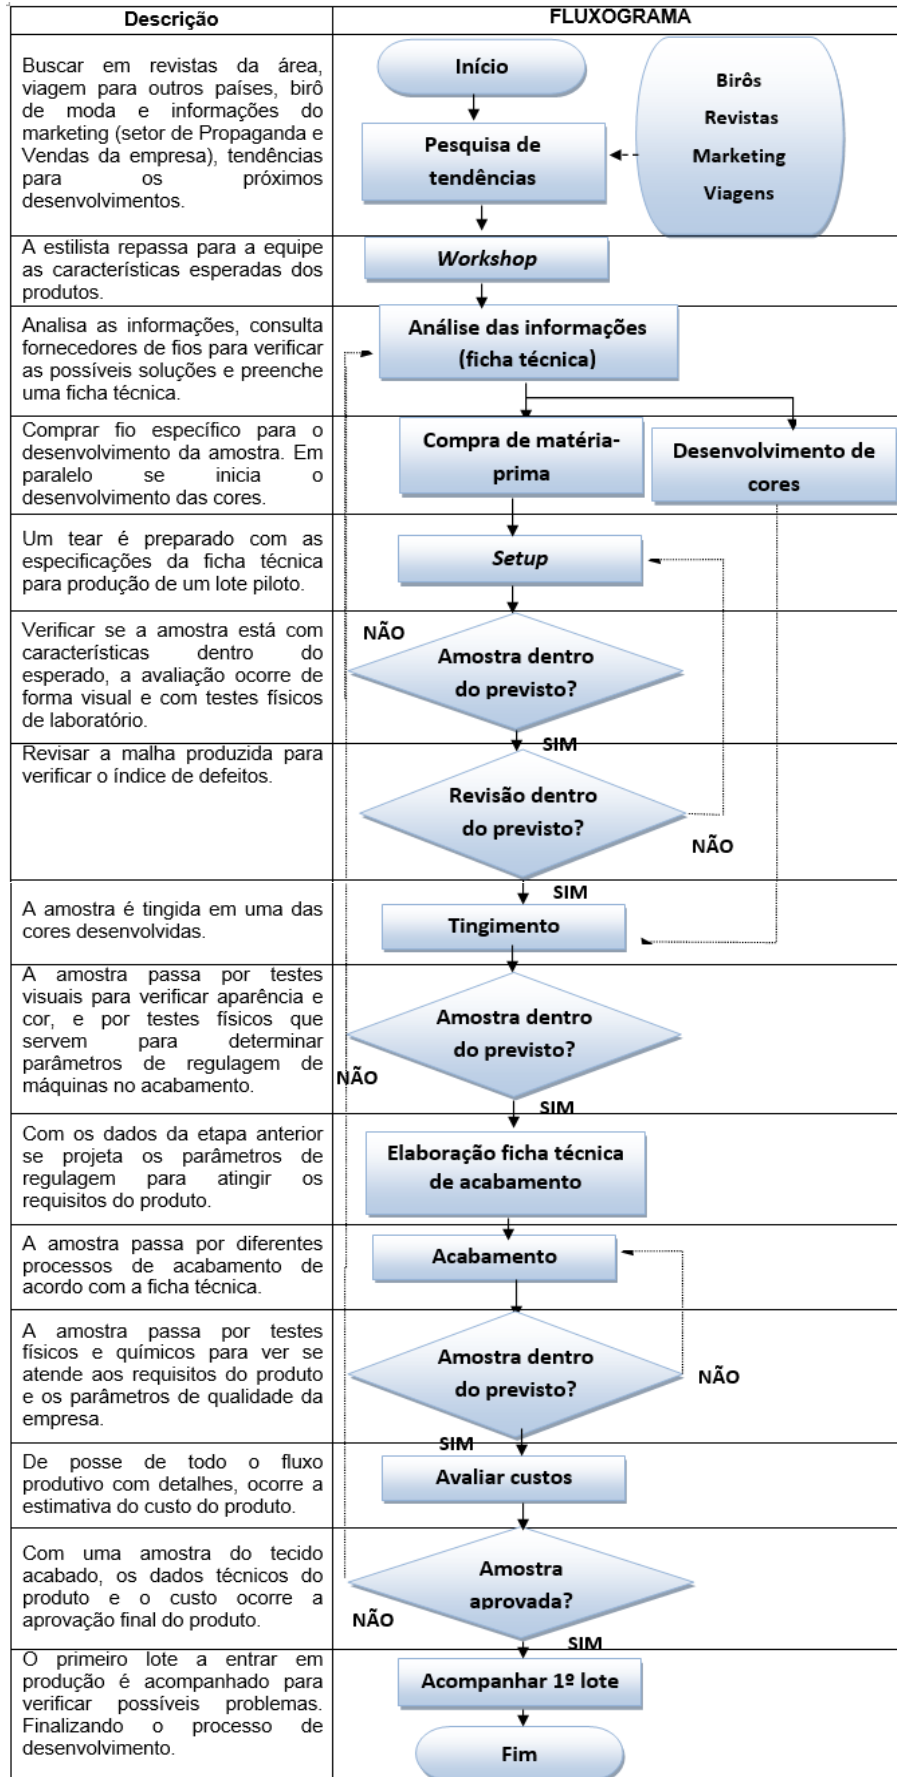 Descrição
FLUXOGRAMA
Buscar em revistas da área,
viagem para outros países, birô
de moda e informações do
marketing (setor de Propaganda e
Vendas da empresa), tendências
para os próximos
desenvolvimentos.
Início
Pesquisa de
tendências
Birôs
Revistas
Marketing
Viagens
A estilista repassa para a equipe
as características esperadas dos
produtos.
Workshop
Analisa as informações, consulta
fornecedores de fios para verificar
as possíveis soluções e preenche
uma ficha técnica.
Análise das informações
(ficha técnica)
Comprar fio específico para o
desenvolvimento da amostra. Em
paralelo se inicia o
desenvolvimento das cores.
Compra de matéria-
prima
Desenvolvimento de
cores
Um tear é preparado com as
especificações da ficha técnica
para produção de um lote piloto.
Setup
Verificar se a amostra está com
características dentro do
esperado, a avaliação ocorre de
forma visual e com testes físicos
de laboratório.
NÃO
Amostra dentro
do previsto?
SIM
Revisar a malha produzida para
verificar o índice de defeitos.
Revisão dentro
do previsto?
NÃO
SIM
A amostra é tingida em uma das
cores desenvolvidas.
Tingimento
A amostra passa por testes
visuais para verificar aparência e
cor, e por testes físicos que
servem para determinar
parâmetros de regulagem de
máquinas no acabamento.
Amostra dentro
do previsto?
NÃO
SIM
Com os dados da etapa anterior
se projeta os parâmetros de
regulagem para atingir os
requisitos do produto.
Elaboração ficha técnica
de acabamento
A amostra passa por diferentes
processos de acabamento de
acordo com a ficha técnica.
Acabamento
A amostra passa por testes
físicos e químicos para ver se
atende aos requisitos do produto
e os parâmetros de qualidade da
empresa.
Amostra dentro
do previsto?
NÃO
SIM
De posse de todo o fluxo
produtivo com detalhes, ocorre a
estimativa do custo do produto.
Avaliar custos
Com uma amostra do tecido
acabado, os dados técnicos do
produto e o custo ocorre a
aprovação final do produto.
Amostra
aprovada?
NÃO
SIM
O primeiro lote a entrar em
produção é acompanhado para
verificar possíveis problemas.
Finalizando o processo de
desenvolvimento.
Acompanhar 1º lote
Fim